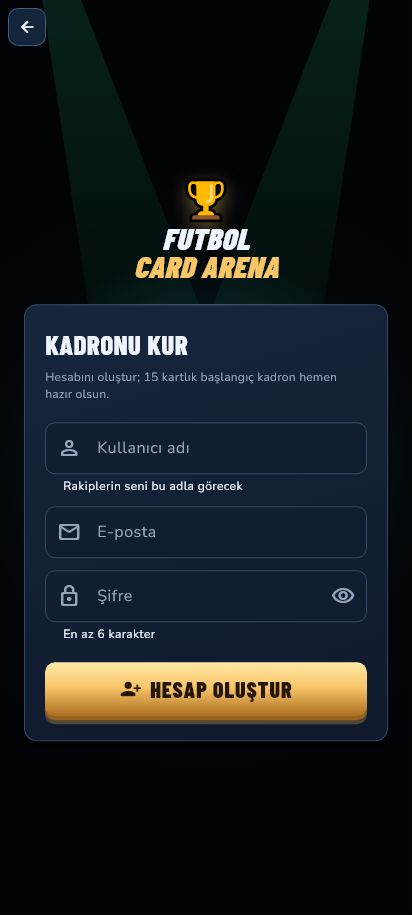 FUTBOL
CARD ARENA
KADRONU KUR
Hesabını oluştur; 15 kartlık başlangıç kadron hemen
hazır olsun.
Kullanıcı adı
Rakiplerin seni bu adla görecek
E-posta
Şifre
En az 6 karakter
HESAP OLUŞTUR